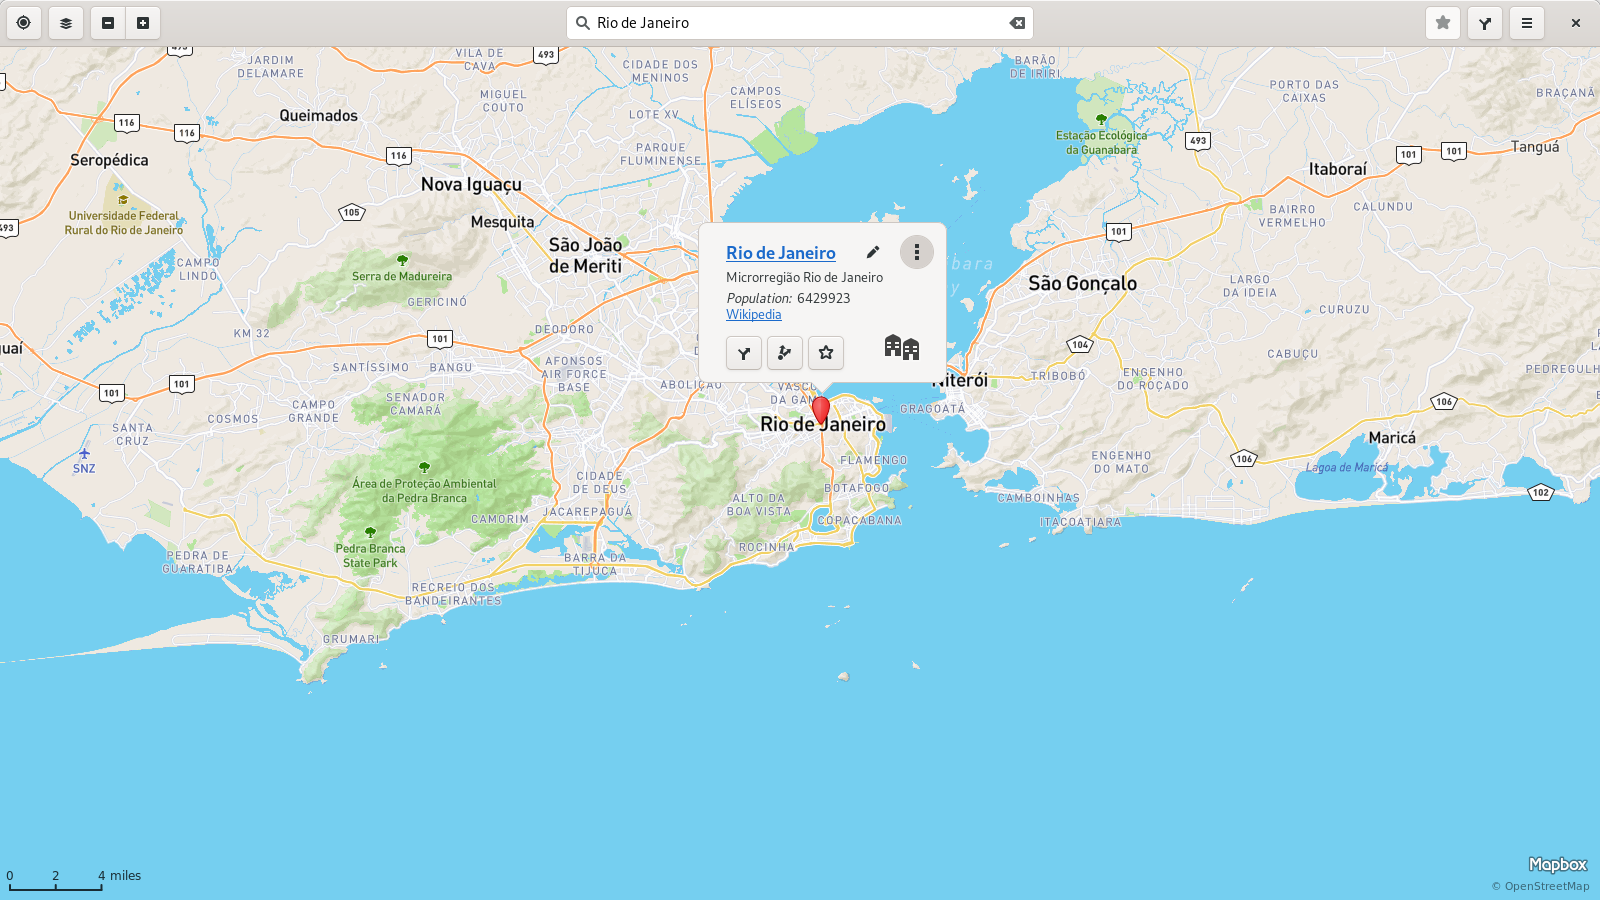 Rio de Janeiro
493
493
JARDIM
DELAMARE
VILA DE
CAVA
CIDADE DOS
MENINOS
BARÃO
DE IRIRI
PORTO DAS
CAIXAS
BRAÇANÃ
MIGUEL
COUTO
CAMPOS
ELÍSEOS
Queimados
LOTE XV
116
116
116
Estação Ecológica
da Guanabara
493
101
101
Tanguá
Seropédica
PARQUE
FLUMINENSE
Itaboraí
Nova Iguaçu
Universidade Federal
Rural do Rio de Janeiro
105
Mesquita
BAIRRO
VERMELHO
CALUNDU
493
101
São João
de Meriti
CAMPO
LINDO
Serra de Madureira
Rio de Janeiro
Microrregião Rio de Janeiro
Population: 6429923
Wikipedia
São Gonçalo
LARGO
DA IDEIA
GERICINÓ
CURUZU
KM 32
DEODORO
101
104
CABUÇU
SANTÍSSIMO
BANGU
AFONSOS
AIR FORCE
BASE
ABOLIÇÃO
VASCO
DA GAM
Niterói
TRIBOBÓ
ENGENHO
DO ROÇADO
PEDREGULH
101
101
SENADOR
CAMARÁ
CAMPO
GRANDE
COSMOS
SANTA
CRUZ
GRAGOATÁ
106
Rio de Janeiro
Maricá
SNZ
FLAMENGO
ENGENHO
DO MATO
106
Lagoa de Maricá
Área de Proteção Ambiental
da Pedra Branca
CIDADE
DE DEUS
BOTAFOGO
ALTO DA
BOA VISTA
CAMBOINHAS
102
JACAREPAGUÁ
CAMORIM
COPACABANA
ITACOATIARA
Pedra Branca
State Park
ROCINHA
PEDRA DE
GUARATIBA
BARRA DA
TIJUCA
RECREIO DOS
BANDEIRANTES
GRUMARI
0 2 4 miles
Mapbox
© OpenStreetMap